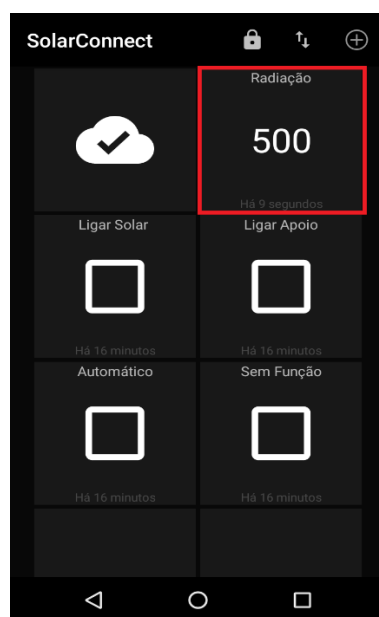 SolarConnect
Radiação
500
Há 9 segundos
Ligar Solar
Ligar Apoio
Há 16 minutos
Há 16 minutos
Automático
Sem Função
Há 16 minutos
Há 16 minutos